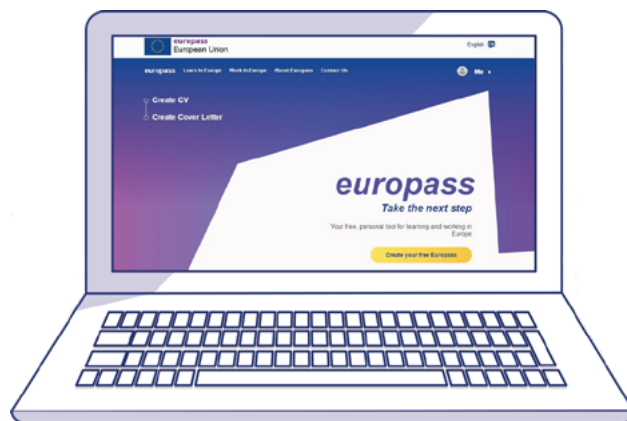 europass
European Union
English
europass Learn in Europe Work in Europe About Europass Contact Us
Me
Create CV
Create Cover Letter
europass
Take the next step
Your free, personal tool for learning and working in
Europe
Create your free Europass